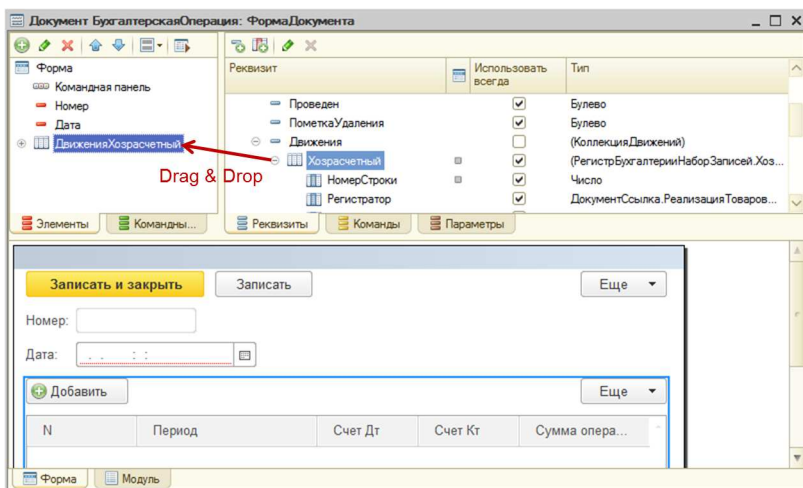 Документ БухгалтерскаяОперация: ФормаДокумента
Форма
Командная панель
Номер
Дата
ДвиженияХозрасчетный
Элементы
Командны...
Реквизит
Использовать всегда
Тип
Проведен
Булево
ПометкаУдаления
Булево
Движения
(КоллекцияДвижений)
Хозрасчетный
(РегистрБухгалтерииНаборЗаписей.Хоз...
НомерСтроки
Число
Регистратор
ДокументСсылка.РеализацияТоваров...
Drag & Drop
Реквизиты
Команды
Параметры
Записать и закрыть
Записать
Еще
Номер:
Дата:
. . : :
Добавить
Еще
N
Период
Счет Дт
Счет Кт
Сумма опера...
Форма
Модуль